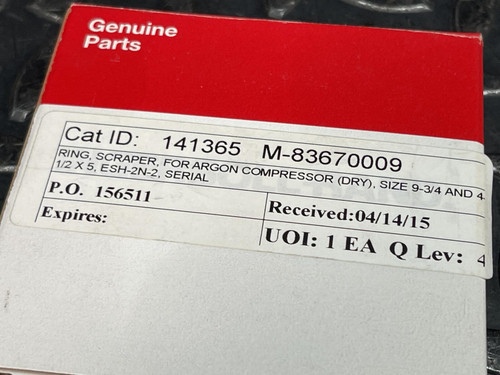 Genuine
Parts
Cat ID: 141365 M-83670009
RING, SCRAPER, FOR ARGON COMPRESSOR (DRY), SIZE 9-3/4 AND 4-
1/2 X 5, ESH-2N-2, SERIAL
P.O. 156511
Received:04/14/15
Expires:
UOI: 1 EA Q Lev: 4